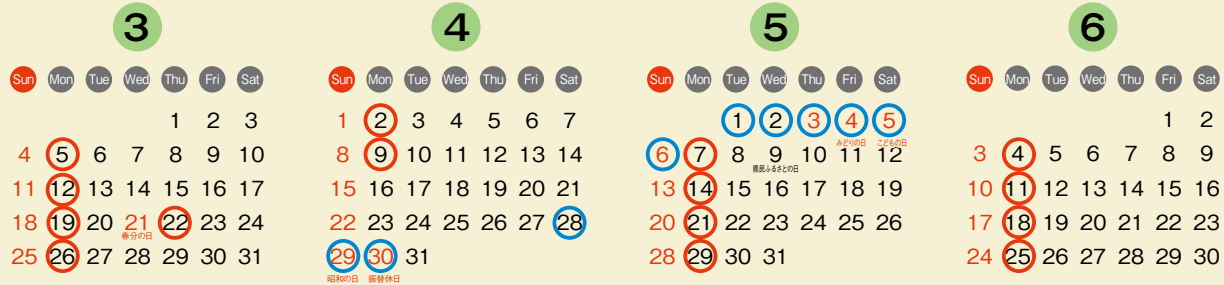 3
Sun Mon Tue Wed Thu Fri Sat
1 2 3
4 5 6 7 8 9 10
11 12 13 14 15 16 17
18 19 20 21 22 23 24
春分の日
25 26 27 28 29 30 31
4
Sun Mon Tue Wed Thu Fri Sat
1 2 3 4 5 6 7
8 9 10 11 12 13 14
15 16 17 18 19 20 21
22 23 24 25 26 27 28
29 30 31
昭和の日 振替休日
5
Sun Mon Tue Wed Thu Fri Sat
1 2 3 4 5
みどりの日 こどもの日
6 7 8 9 10 11 12
県民ふるさとの日
13 14 15 16 17 18 19
20 21 22 23 24 25 26
28 29 30 31
6
Sun Mon Tue Wed Thu Fri Sat
1 2
3 4 5 6 7 8 9
10 11 12 13 14 15 16
17 18 19 20 21 22 23
24 25 26 27 28 29 30